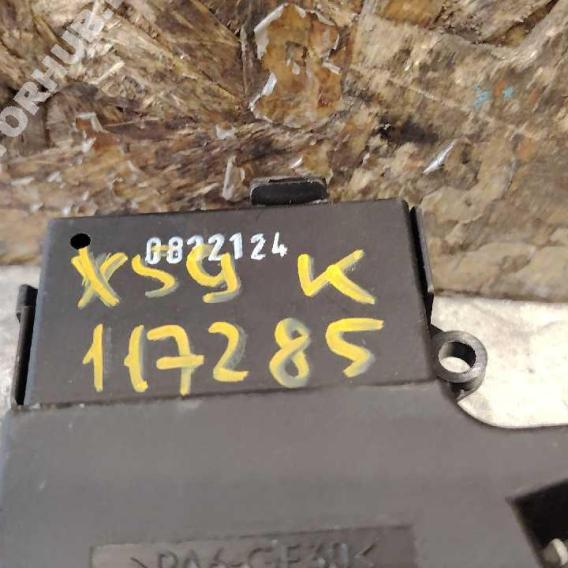 ORHUB
0822124
X59 K
117285
>PA6-GF30<